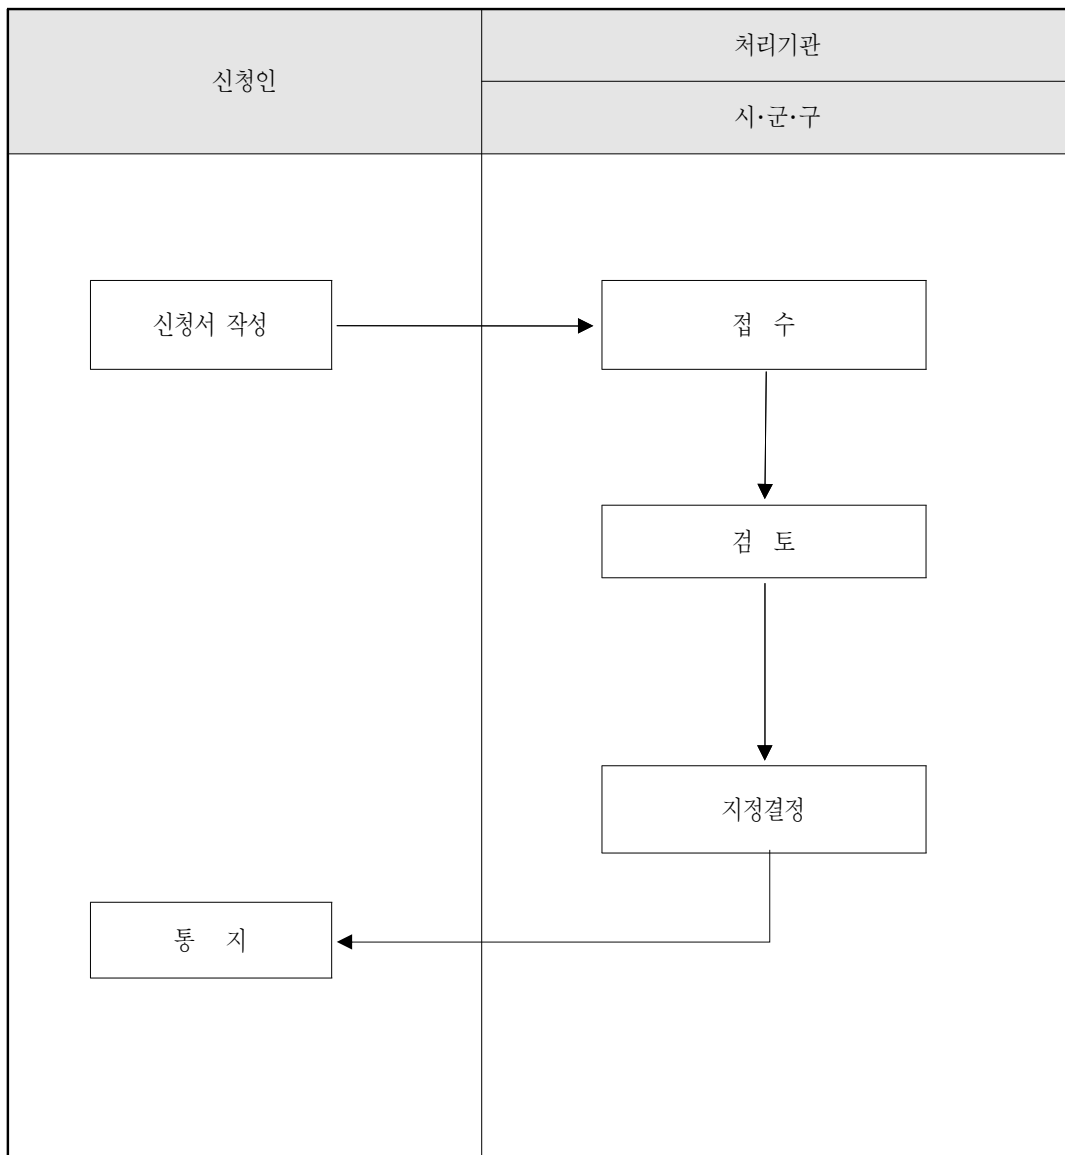 신청인
처리기관
시·군·구
신청서 작성
접 수
검 토
지정결정
통 지